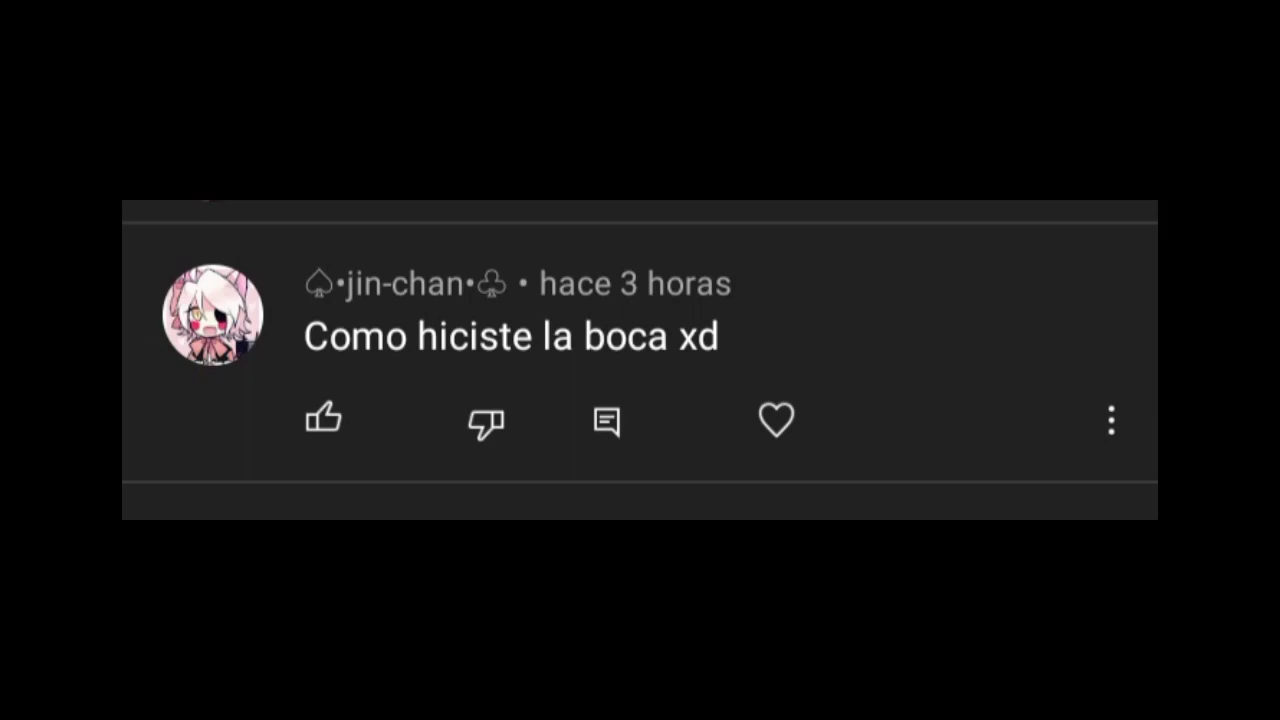 ♤•jin-chan•♧ • hace 3 horas
Como hiciste la boca xd